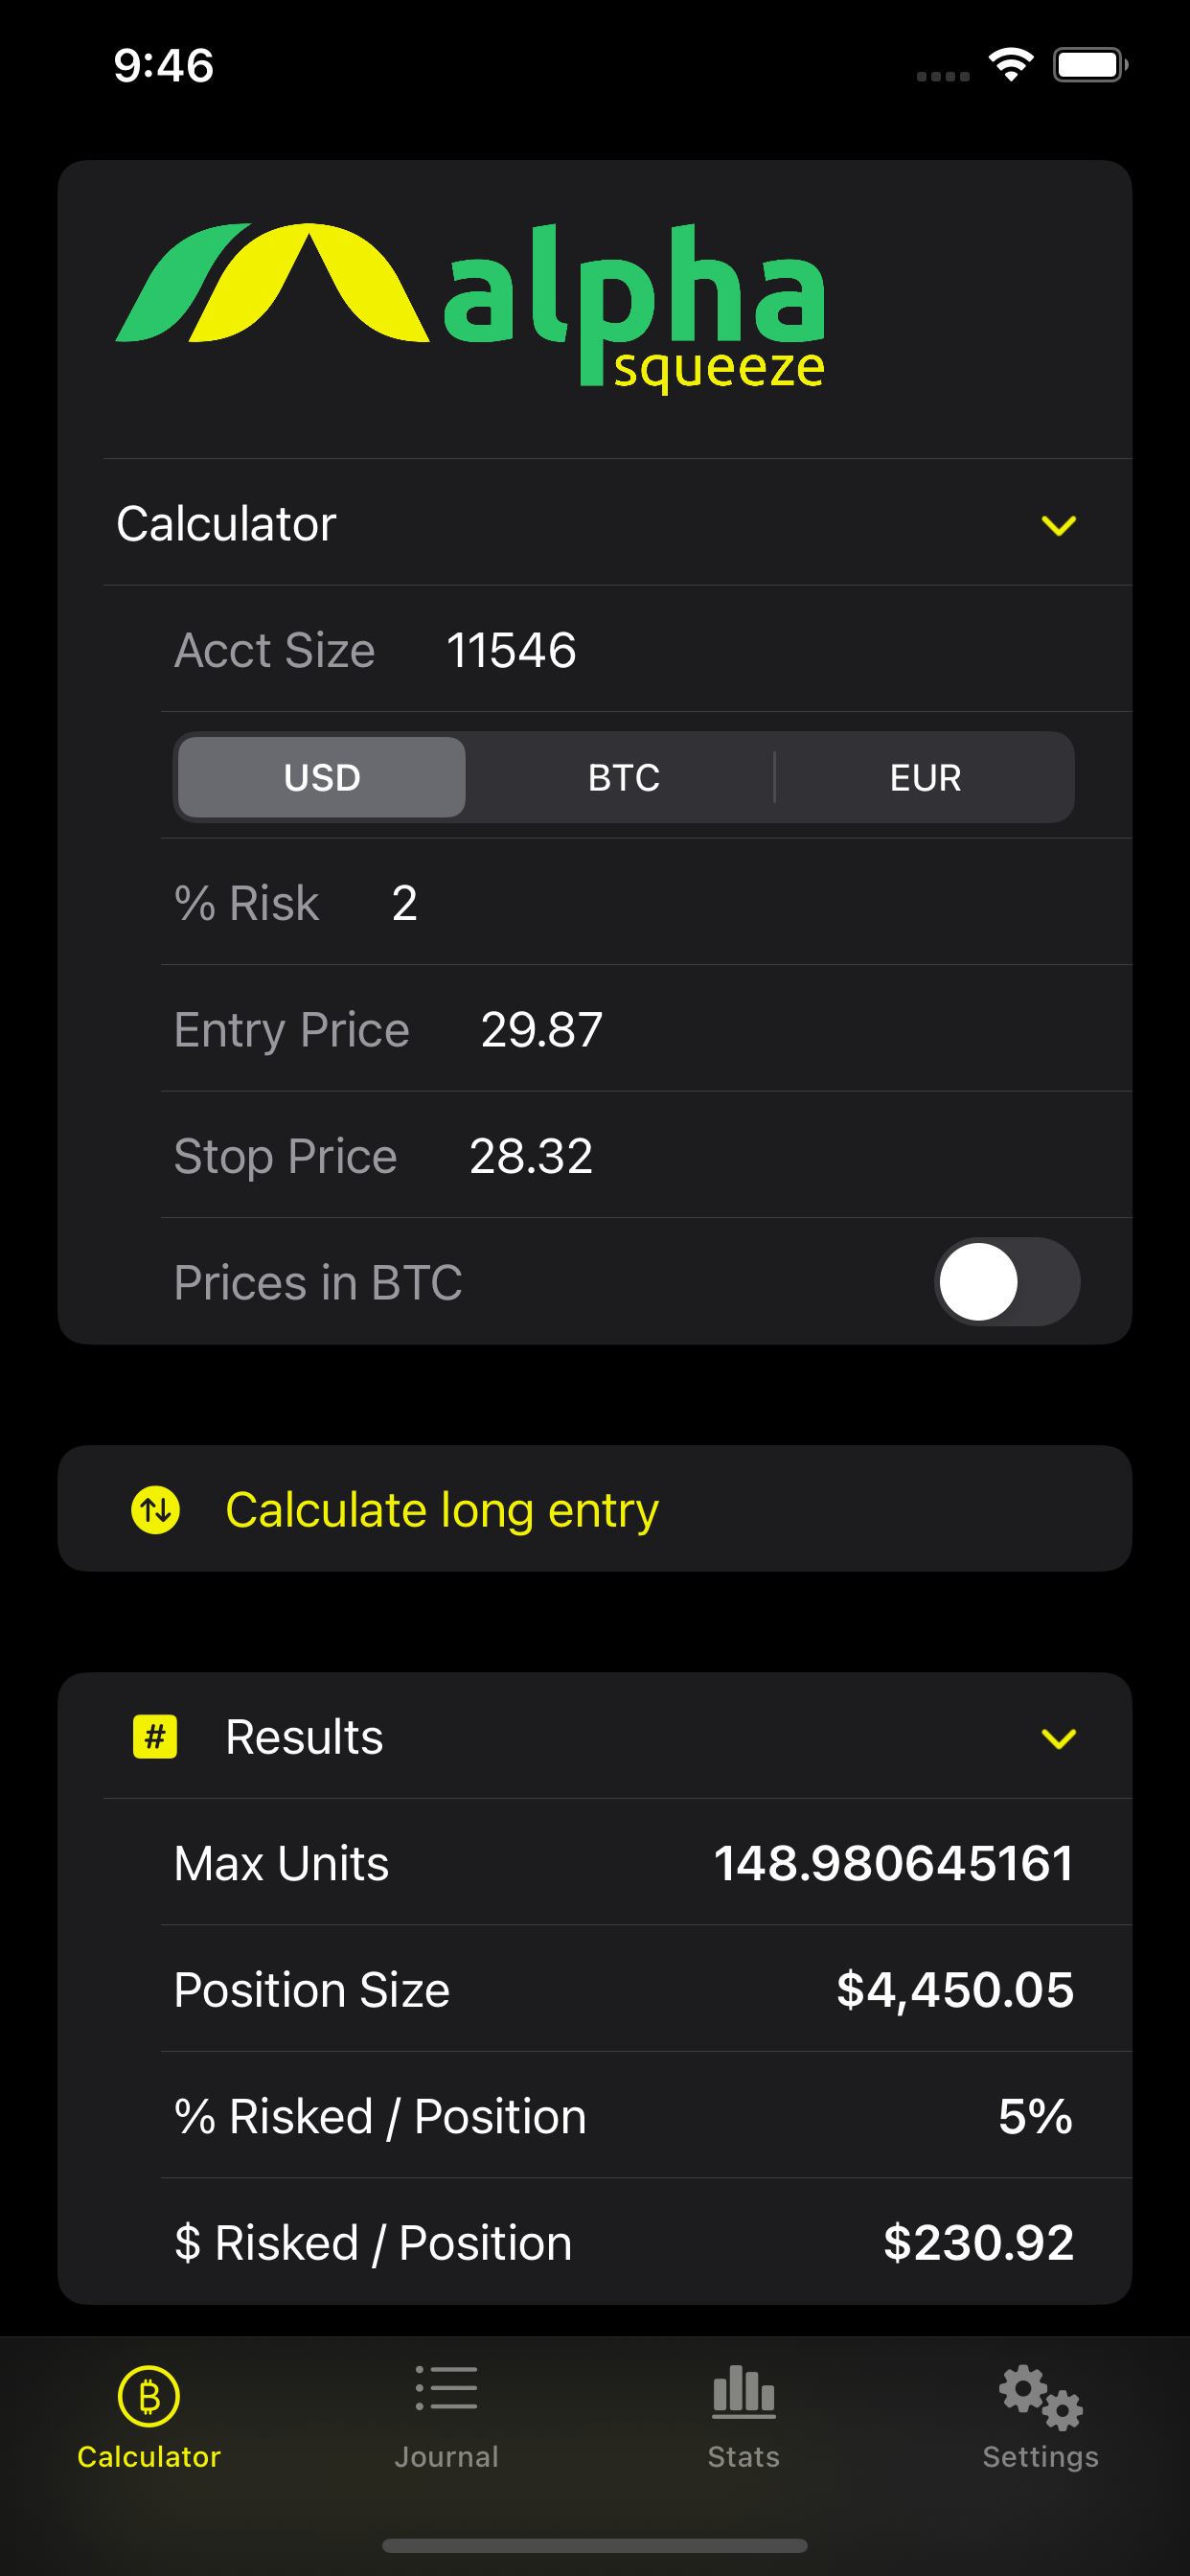 9:46
alpha
squeeze
Calculator
Acct Size 11546
USD BTC EUR
% Risk 2
Entry Price 29.87
Stop Price 28.32
Prices in BTC
Calculate long entry
# Results
Max Units 148.980645161
Position Size $4,450.05
% Risked / Position 5%
$ Risked / Position $230.92
Calculator Journal Stats Settings